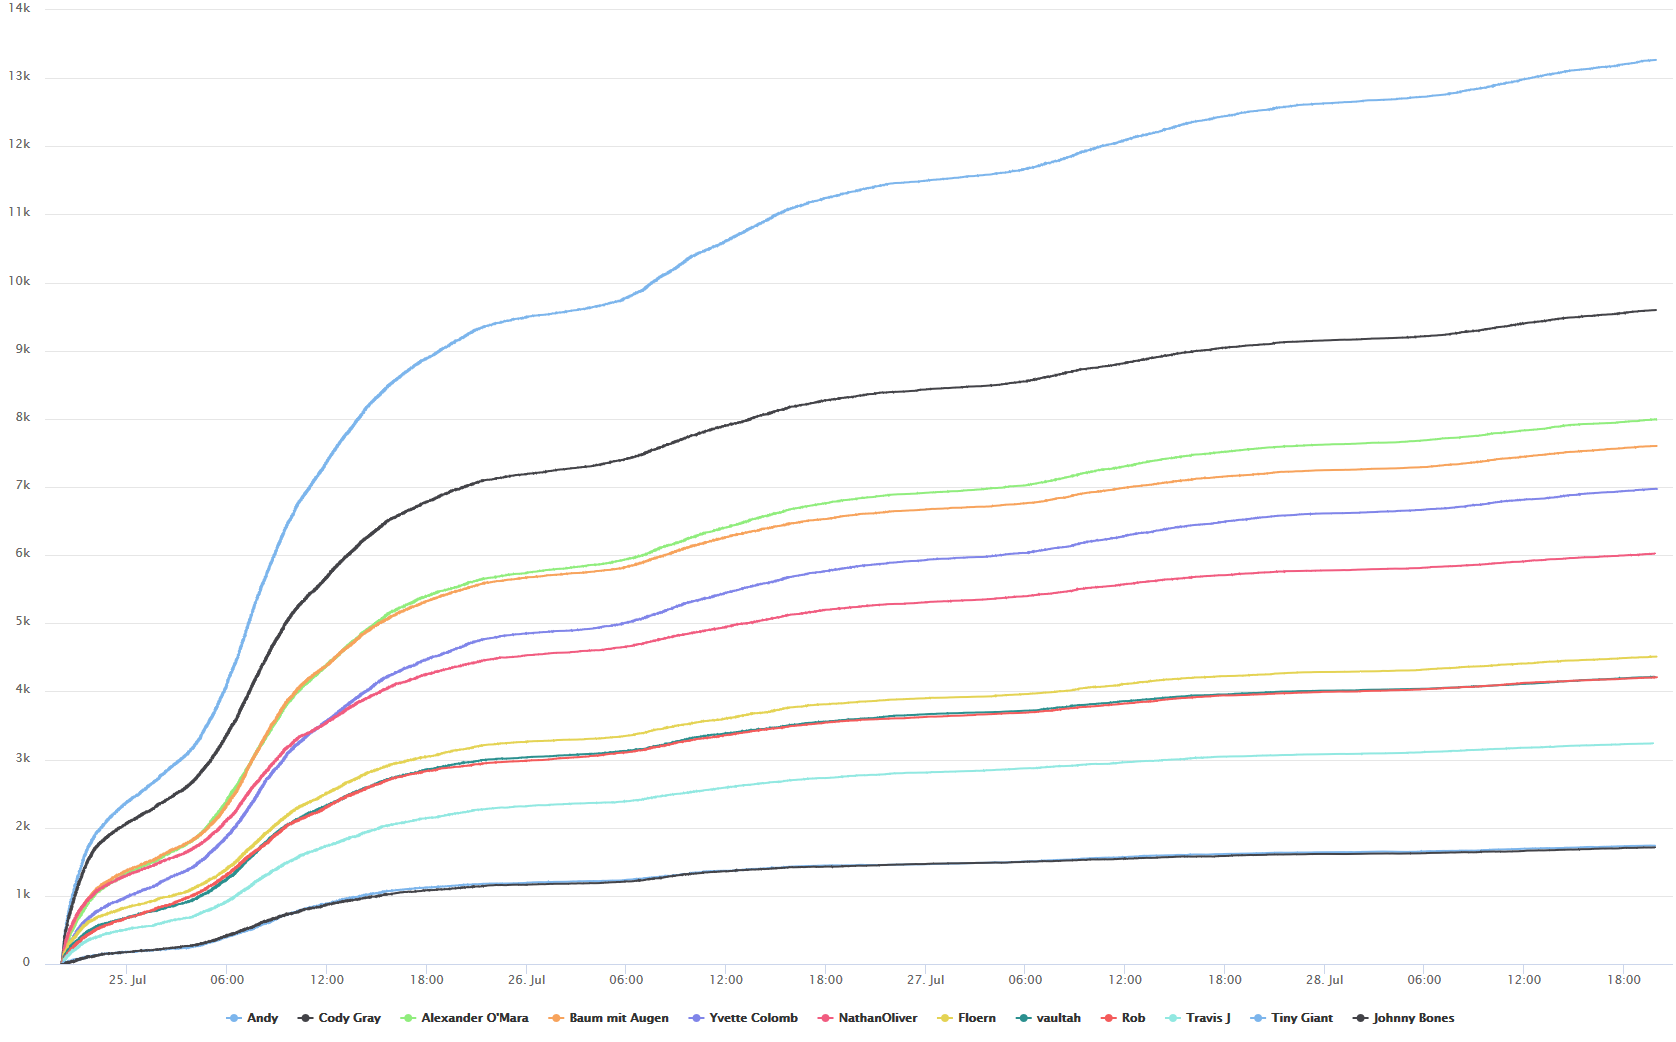 14k
13k
12k
11k
10k
9k
8k
7k
6k
5k
4k
3k
2k
1k
0
25. Jul 06:00 12:00 18:00 26. Jul 06:00 12:00 18:00 27. Jul 06:00 12:00 18:00 28. Jul 06:00 12:00 18:00
Andy Cody Gray Alexander O'Mara Baum mit Augen Yvette Colomb NathanOliver Floern vaultah Rob Travis J Tiny Giant Johnny Bones